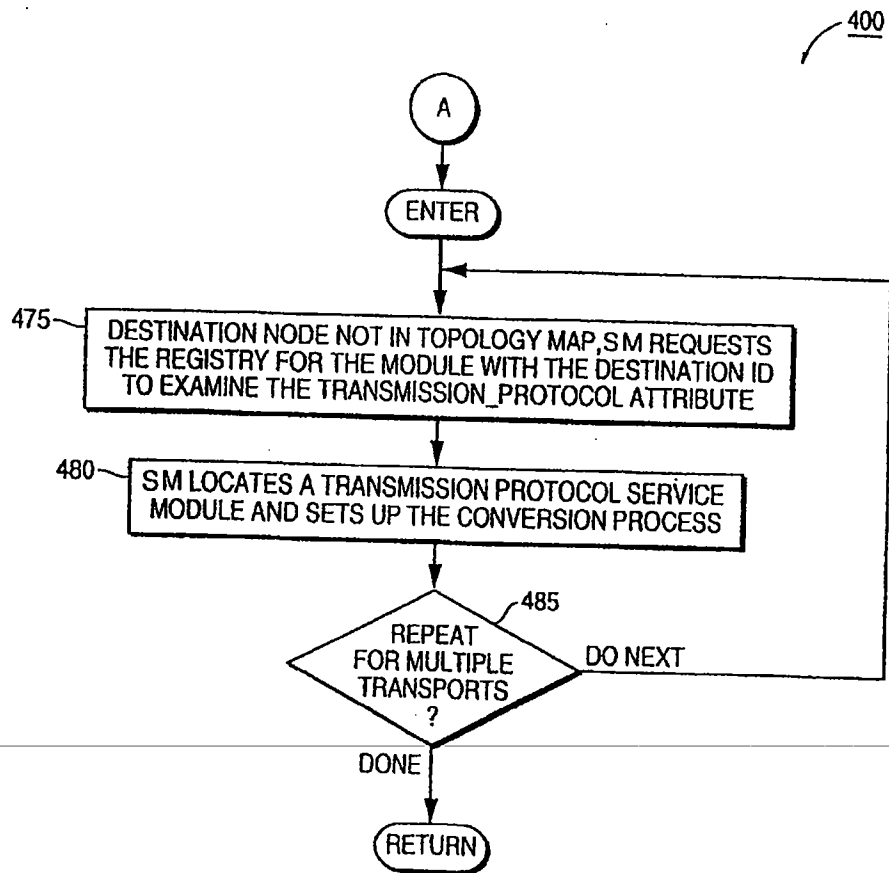 400
A
ENTER
475
DESTINATION NODE NOT IN TOPOLOGY MAP,SM REQUESTS
THE REGISTRY FOR THE MODULE WITH THE DESTINATION ID
TO EXAMINE THE TRANSMISSION_PROTOCOL ATTRIBUTE
480
SM LOCATES A TRANSMISSION PROTOCOL SERVICE
MODULE AND SETS UP THE CONVERSION PROCESS
485
REPEAT
FOR MULTIPLE
TRANSPORTS
?
DO NEXT
DONE
RETURN